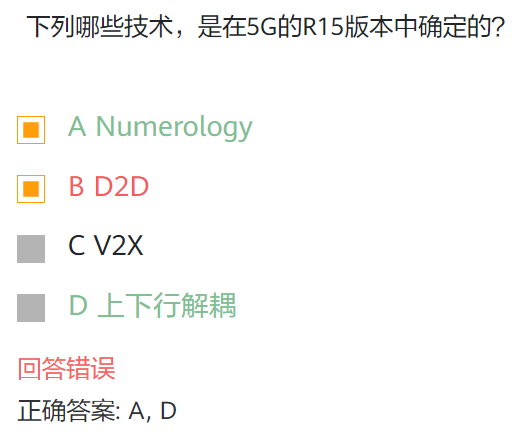 下列哪些技术，是在5G的R15版本中确定的？
A Numerology
B D2D
C V2X
D 上下行解耦
回答错误
正确答案: A, D